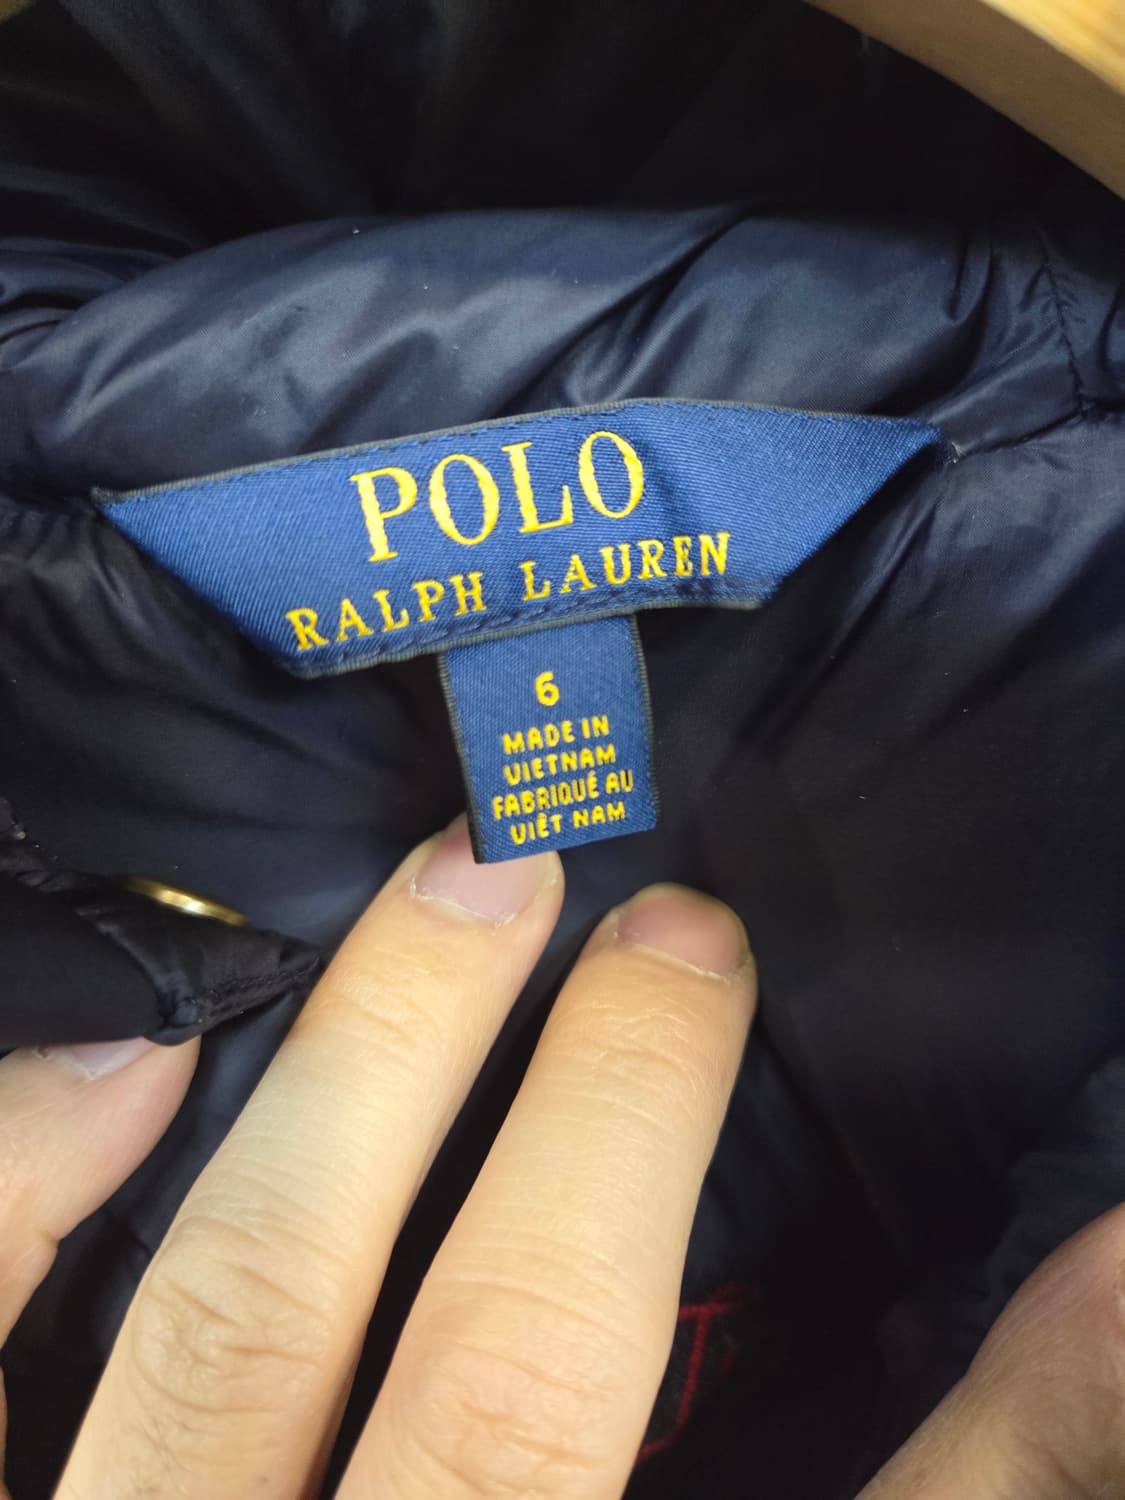 POLO
RALPH LAUREN
6
MADE IN
VIETNAM
FABRIQUÉ AU
VIÊT NAM